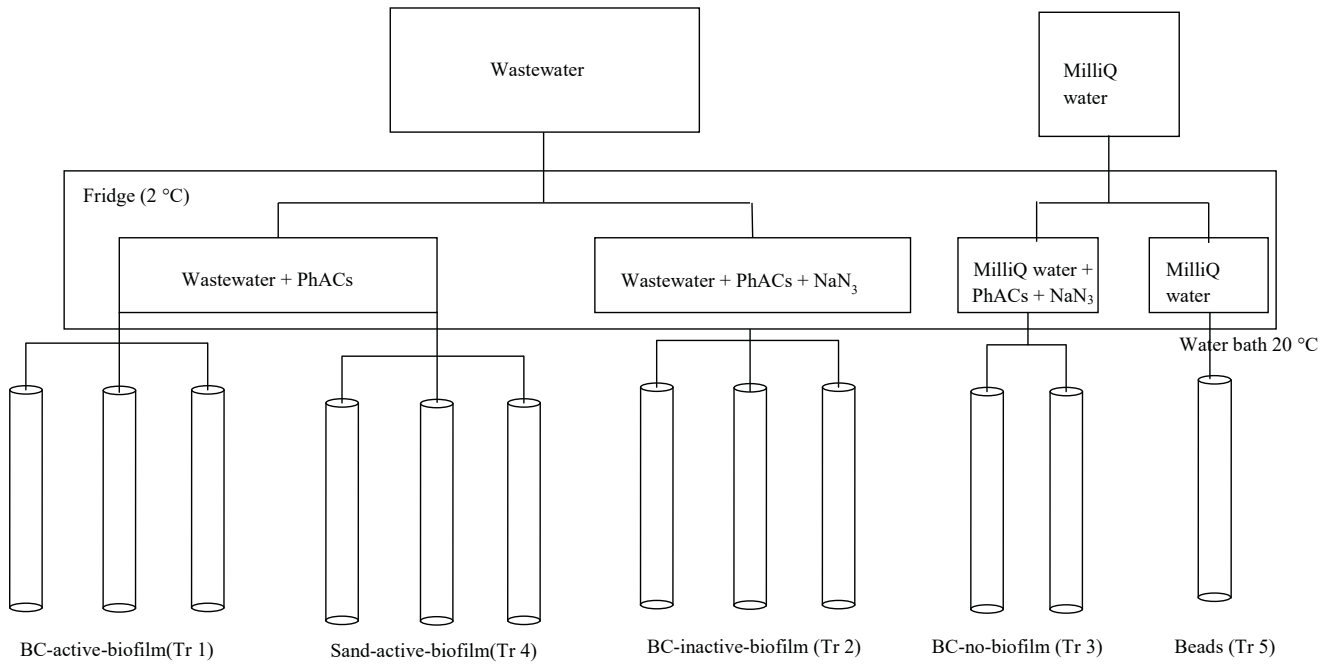 Wastewater
MilliQ
water
Fridge (2 °C)
Wastewater + PhACs
Wastewater + PhACs + NaN₃
MilliQ water +
PhACs + NaN₃
MilliQ
water
Water bath 20 °C
BC-active-biofilm(Tr 1)
Sand-active-biofilm(Tr 4)
BC-inactive-biofilm (Tr 2)
BC-no-biofilm (Tr 3)
Beads (Tr 5)